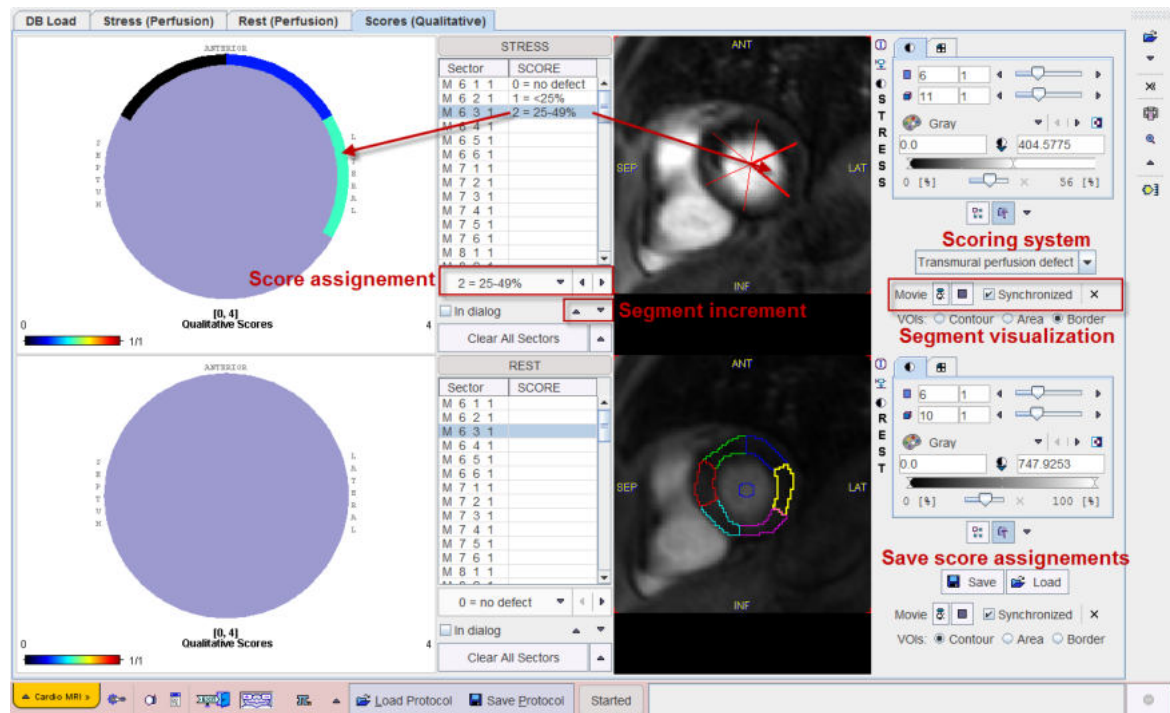 DB Load Stress (Perfusion) Rest (Perfusion) Scores (Qualitative)
ANTERIOR
SEPTUM
LATERAL
[0, 4]
Qualitative Scores
0 4
1/1
STRESS
Sector SCORE
M 6 1 1 0 = no defect
M 6 2 1 1 = <25%
M 6 3 1 2 = 25-49%
M 6 4 1
M 6 5 1
M 6 6 1
M 7 1 1
M 7 2 1
M 7 3 1
M 7 4 1
M 7 5 1
M 7 6 1
M 8 1 1
Score assignement
2 = 25-49%
In dialog
Segment increment
Clear All Sectors
ANT
SEP
LAT
INF
STRESS
6 1
11 1
Gray
0.0 404.5775
0 [%] 56 [%]
Scoring system
Transmural perfusion defect
Movie Synchronized
VOIs: Contour Area Border
Segment visualization
ANTERIOR
SEPTUM
LATERAL
[0, 4]
Qualitative Scores
0 4
1/1
REST
Sector SCORE
M 6 1 1
M 6 2 1
M 6 3 1
M 6 4 1
M 6 5 1
M 6 6 1
M 7 1 1
M 7 2 1
M 7 3 1
M 7 4 1
M 7 5 1
M 7 6 1
M 8 1 1
0 = no defect
In dialog
Clear All Sectors
ANT
SEP
LAT
INF
REST
6 1
10 1
Gray
0.0 747.9253
0 [%] 100 [%]
Save score assignements
Save Load
Movie Synchronized
VOIs: Contour Area Border
Cardio MRI Load Protocol Save Protocol Started